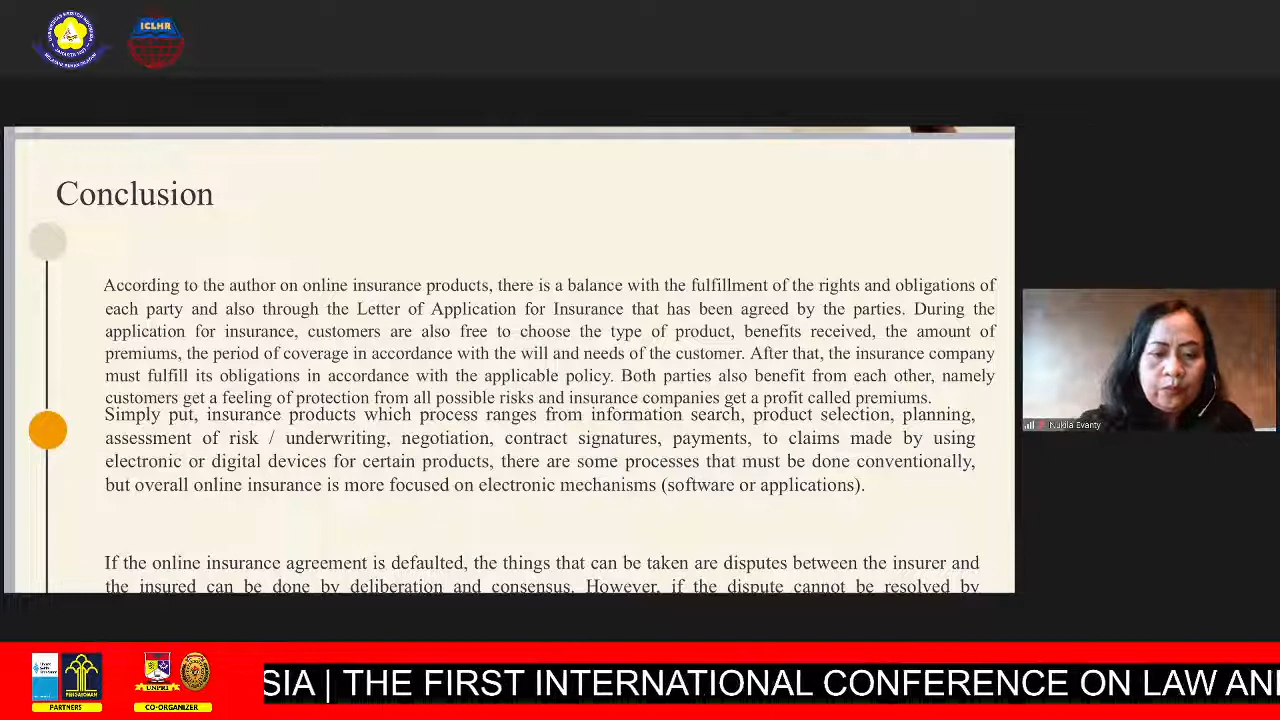 ICLHR
Conclusion
According to the author on online insurance products, there is a balance with the fulfillment of the rights and obligations of
each party and also through the Letter of Application for Insurance that has been agreed by the parties. During the
application for insurance, customers are also free to choose the type of product, benefits received, the amount of
premiums, the period of coverage in accordance with the will and needs of the customer. After that, the insurance company
must fulfill its obligations in accordance with the applicable policy. Both parties also benefit from each other, namely
customers get a feeling of protection from all possible risks and insurance companies get a profit called premiums.
Simply put, insurance products which process ranges from information search, product selection, planning,
assessment of risk / underwriting, negotiation, contract signatures, payments, to claims made by using
electronic or digital devices for certain products, there are some processes that must be done conventionally,
but overall online insurance is more focused on electronic mechanisms (software or applications).
If the online insurance agreement is defaulted, the things that can be taken are disputes between the insurer and
the insured can be done by deliberation and consensus. However, if the dispute cannot be resolved by
Nukila Evanty
PENGAYOMAN
UNPRI
PARTNERS
CO-ORGANIZER
SIA | THE FIRST INTERNATIONAL CONFERENCE ON LAW AND